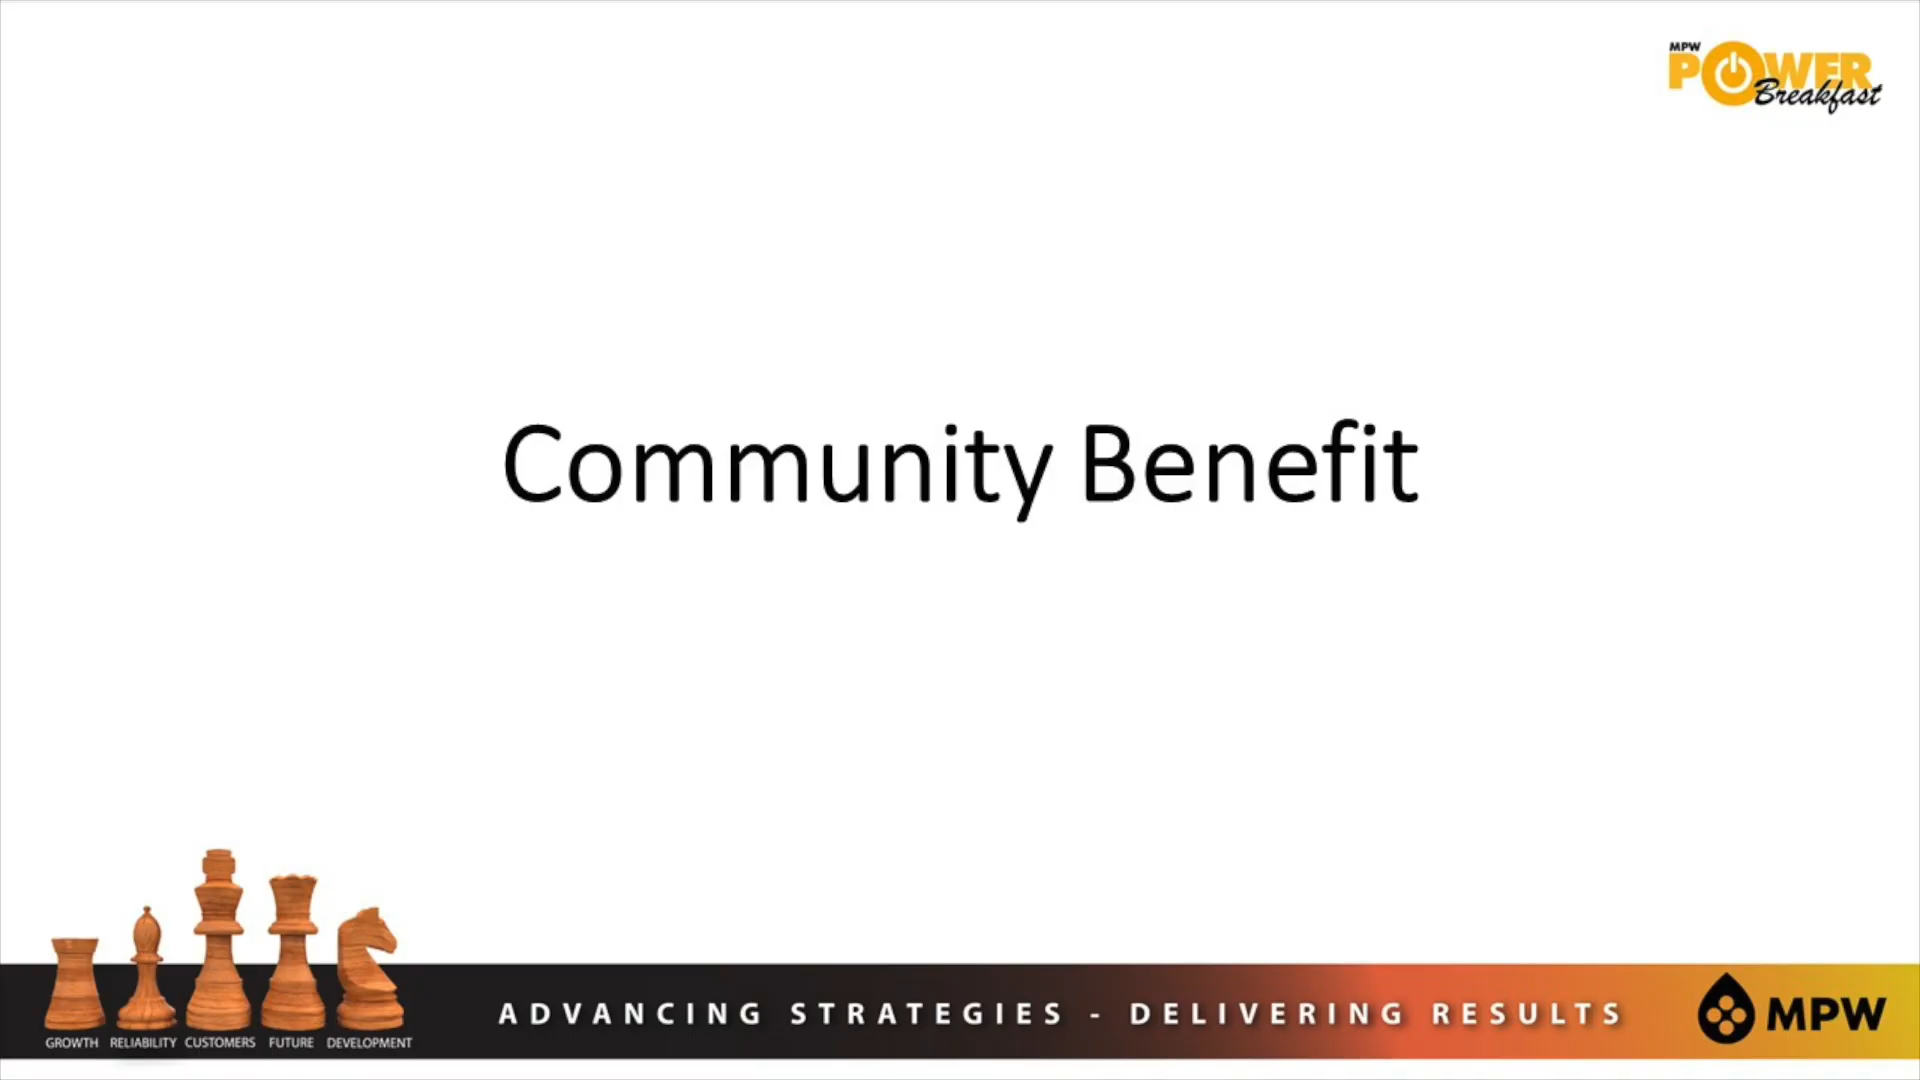 MPW
POWER
Breakfast
Community Benefit
ADVANCING STRATEGIES - DELIVERING RESULTS
MPW
GROWTH RELIABILITY CUSTOMERS FUTURE DEVELOPMENT